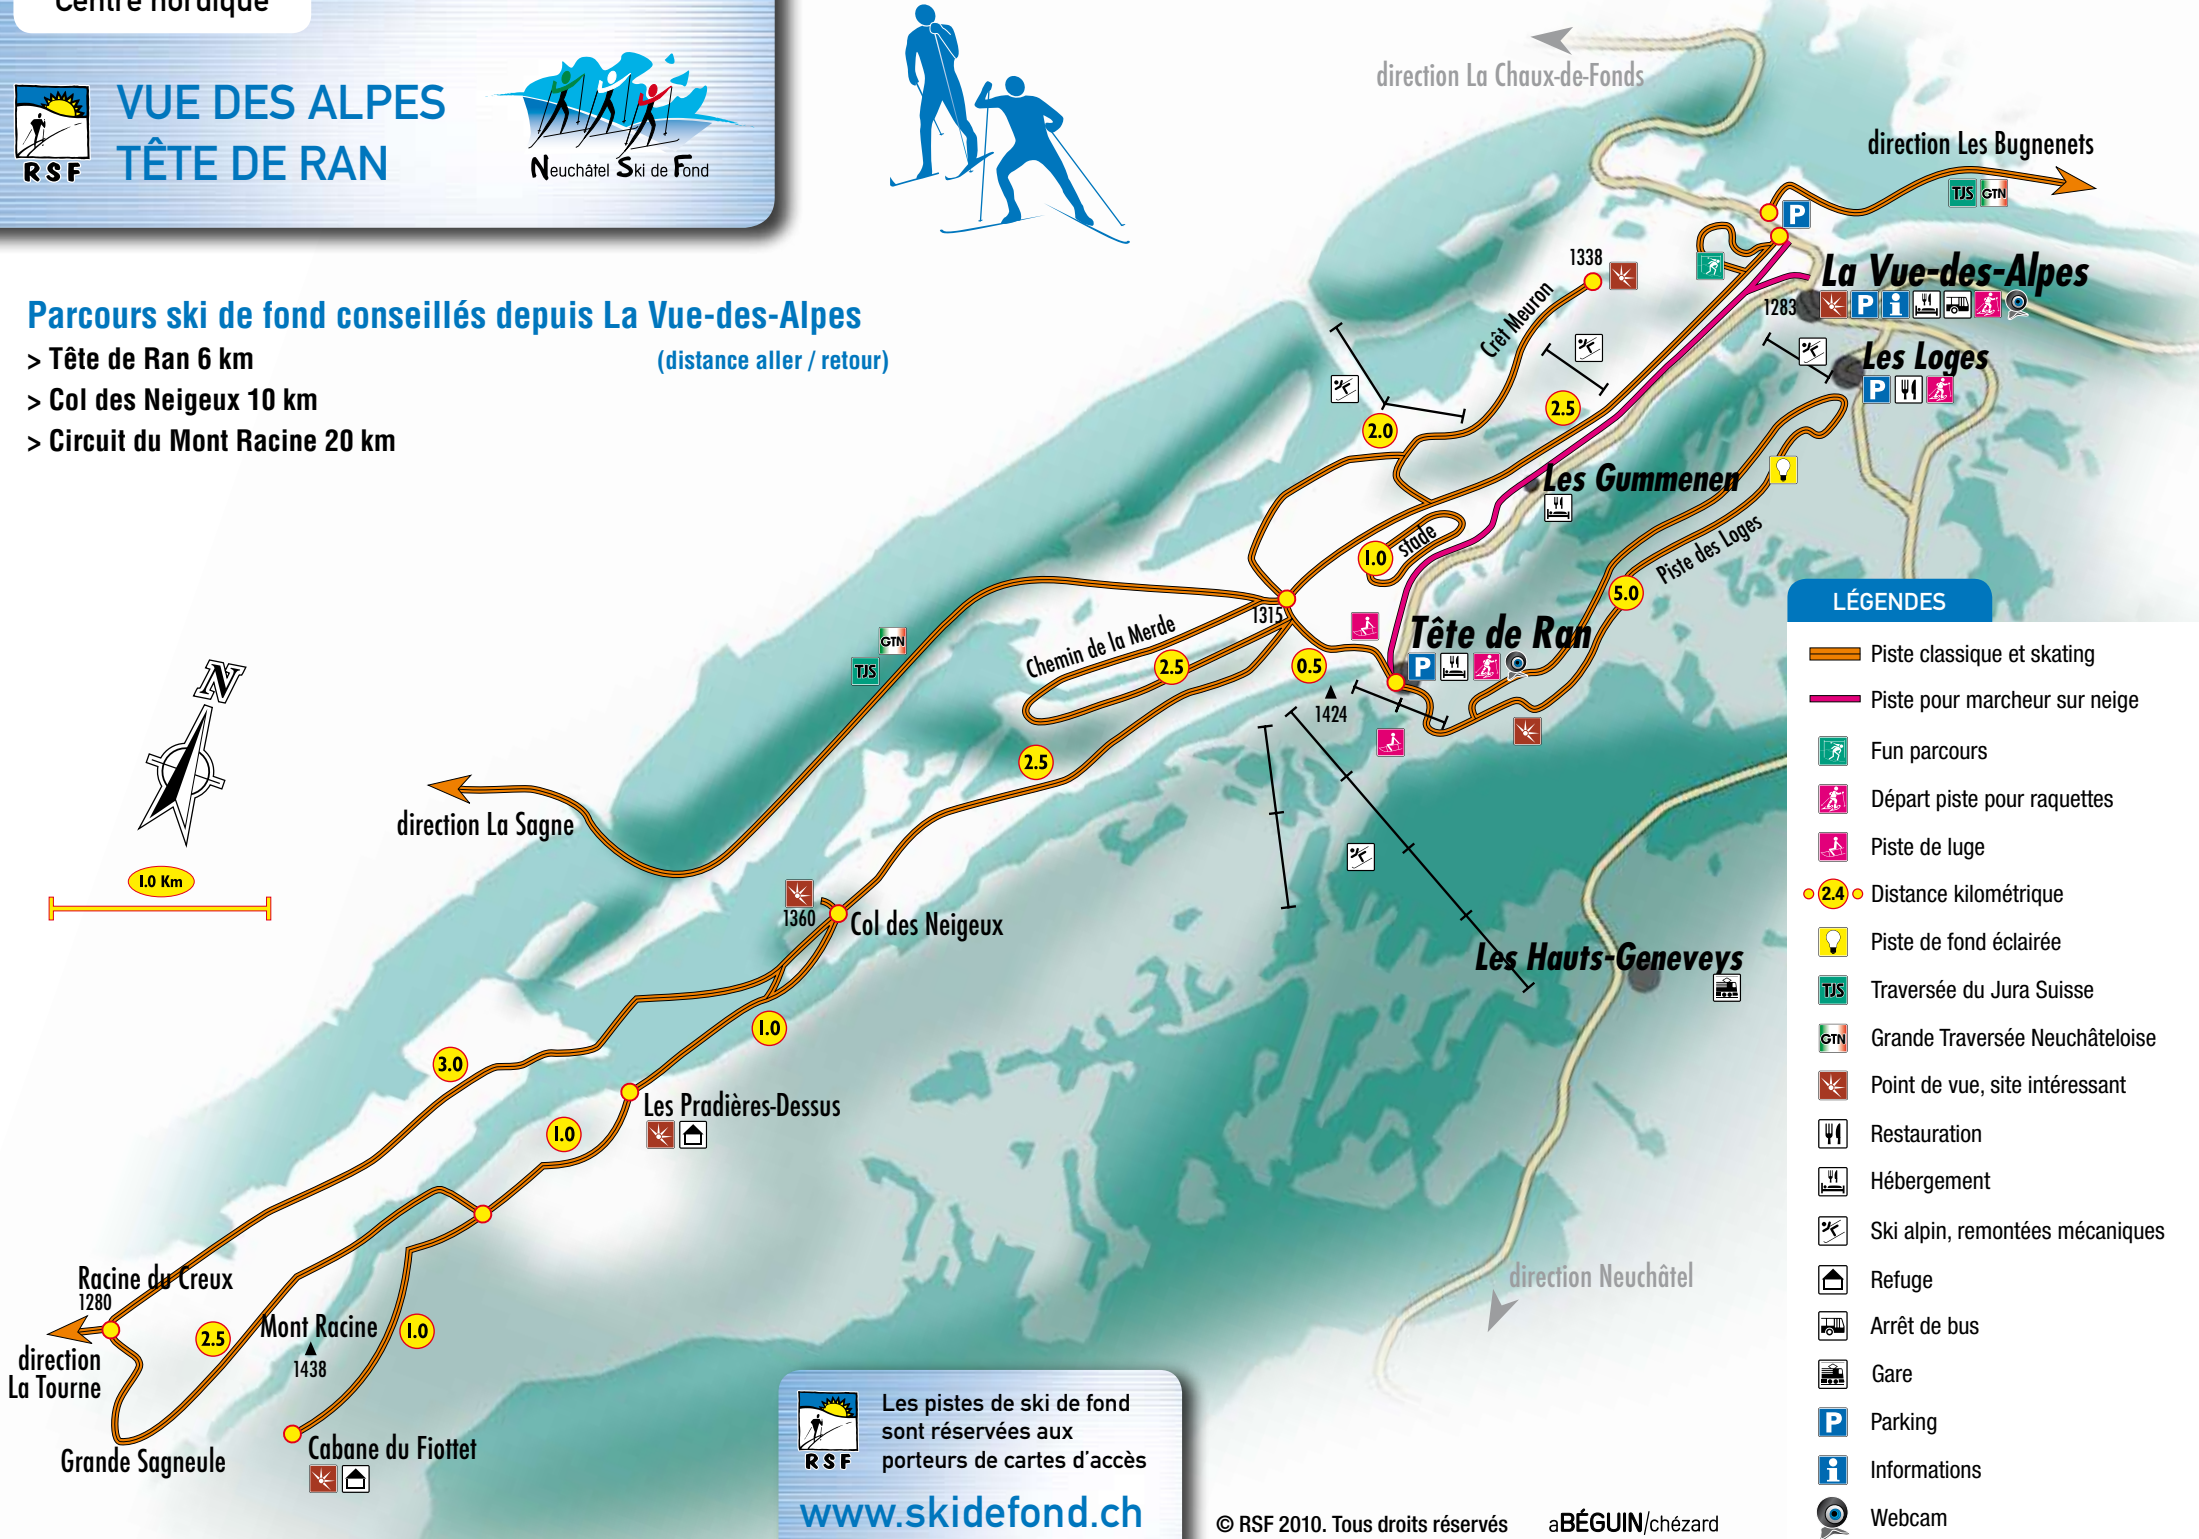 Centre nordique
VUE DES ALPES
TÊTE DE RAN
RSF
Neuchâtel Ski de Fond
Parcours ski de fond conseillés depuis La Vue-des-Alpes
> Tête de Ran 6 km
(distance aller / retour)
> Col des Neigeux 10 km
> Circuit du Mont Racine 20 km
direction La Chaux-de-Fonds
direction Les Bugnenets
TJS GTN
P
1338
Crêt Meuron
La Vue-des-Alpes
1283
P i
Les Loges
P
2.5
2.0
Les Gummenen
stade
1.0
Piste des Loges
5.0
1315
Chemin de la Merde
2.5
0.5
Tête de Ran
P
1424
GTN
TJS
N
1.0 Km
2.5
direction La Sagne
1360
Col des Neigeux
Les Hauts-Geneveys
1.0
3.0
Les Pradières-Dessus
1.0
Racine du Creux
1280
direction
La Tourne
2.5
Mont Racine
1438
1.0
Grande Sagneule
Cabane du Fiottet
direction Neuchâtel
LÉGENDES
Piste classique et skating
Piste pour marcheur sur neige
Fun parcours
Départ piste pour raquettes
Piste de luge
2.4 Distance kilométrique
Piste de fond éclairée
TJS Traversée du Jura Suisse
GTN Grande Traversée Neuchâteloise
Point de vue, site intéressant
Restauration
Hébergement
Ski alpin, remontées mécaniques
Refuge
Arrêt de bus
Gare
P Parking
i Informations
Webcam
RSF
Les pistes de ski de fond
sont réservées aux
porteurs de cartes d'accès
www.skidefond.ch
© RSF 2010. Tous droits réservés
aBÉGUIN/chézard